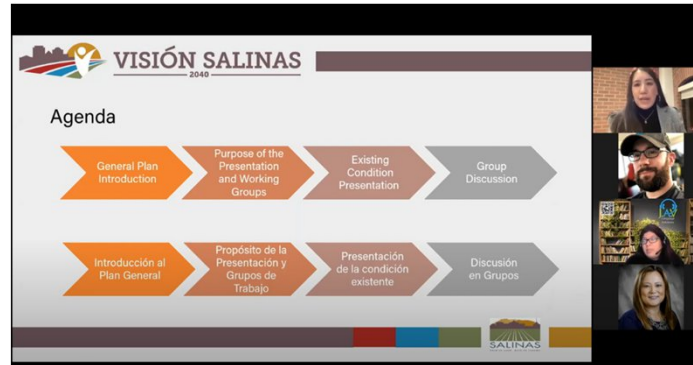 VISIÓN SALINAS
2040
Agenda
General Plan
Introduction
Purpose of the
Presentation
and Working
Groups
Existing
Condition
Presentation
Group
Discussion
Introducción al
Plan General
Propósito de la
Presentación y
Grupos de
Trabajo
Presentación
de la condición
existente
Discusión
en Grupos
SALINAS